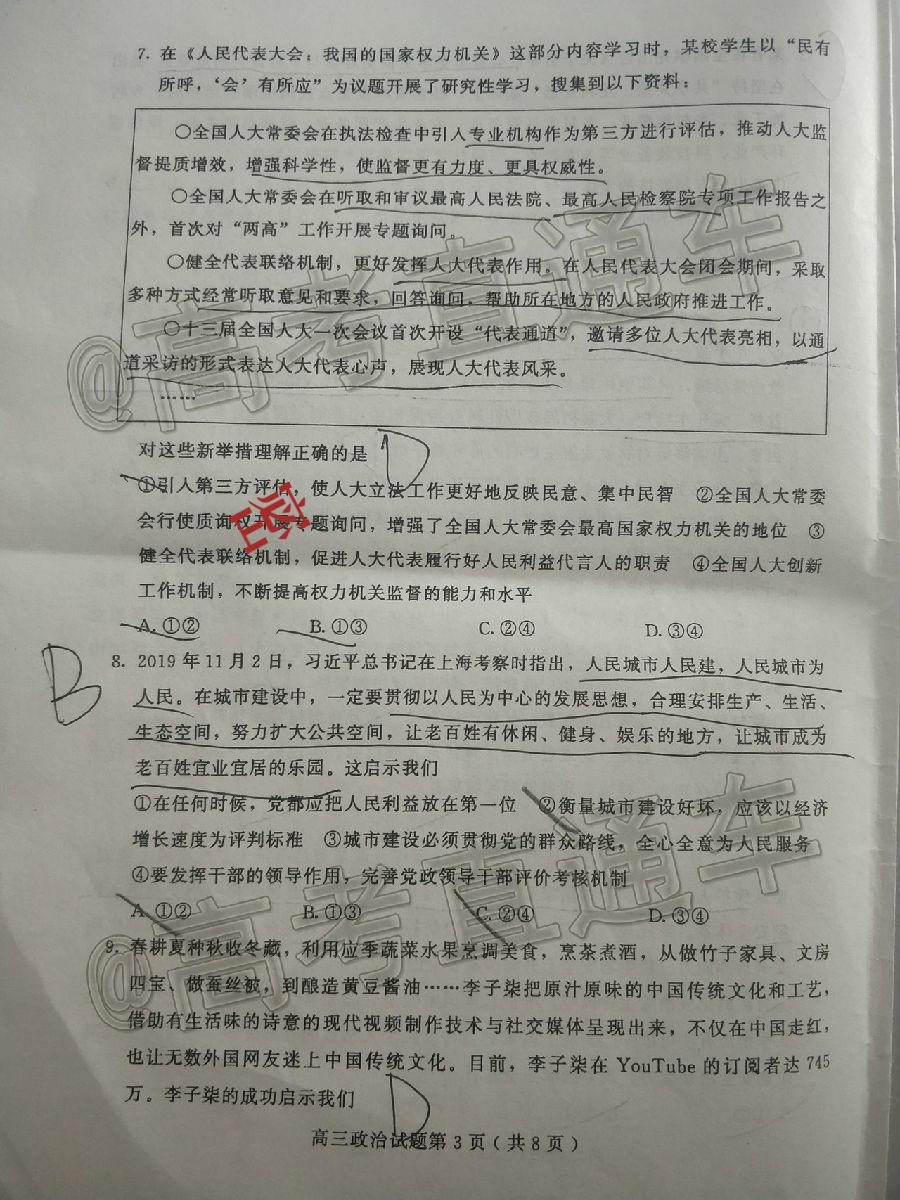 7. 在《人民代表大会：我国的国家权力机关》这部分内容学习时，某校学生以“民有
所呼，‘会’有所应”为议题开展了研究性学习，搜集到以下资料：
○全国人大常委会在执法检查中引入专业机构作为第三方进行评估，推动人大监
督提质增效，增强科学性，使监督更有力度、更具权威性。
○全国人大常委会在听取和审议最高人民法院、最高人民检察院专项工作报告之
外，首次对“两高”工作开展专题询问。
○健全代表联络机制，更好发挥人大代表作用。在人民代表大会闭会期间，采取
多种方式经常听取意见和要求，回答询问，帮助所在地方的人民政府推进工作。
○十三届全国人大一次会议首次开设“代表通道”，邀请多位人大代表亮相，以通
道采访的形式表达人大代表心声，展现人大代表风采。
……
对这些新举措理解正确的是 D
①引入第三方评估，使人大立法工作更好地反映民意、集中民智 ②全国人大常委
会行使质询权开展专题询问，增强了全国人大常委会最高国家权力机关的地位 ③
健全代表联络机制，促进人大代表履行好人民利益代言人的职责 ④全国人大创新
工作机制，不断提高权力机关监督的能力和水平
A. ①② B. ①③ C. ②④ D. ③④
B
8. 2019年11月2日，习近平总书记在上海考察时指出，人民城市人民建，人民城市为
人民。在城市建设中，一定要贯彻以人民为中心的发展思想，合理安排生产、生活、
生态空间，努力扩大公共空间，让老百姓有休闲、健身、娱乐的地方，让城市成为
老百姓宜业宜居的乐园。这启示我们
①在任何时候，党都应把人民利益放在第一位 ②衡量城市建设好坏，应该以经济
增长速度为评判标准 ③城市建设必须贯彻党的群众路线，全心全意为人民服务
④要发挥干部的领导作用，完善党政领导干部评价考核机制
A. ①② B. ①③ C. ②④ D. ③④
9. 春耕夏种秋收冬藏，利用应季蔬菜水果烹调美食，烹茶煮酒，从做竹子家具、文房
四宝、做蚕丝被，到酿造黄豆酱油……李子柒把原汁原味的中国传统文化和工艺，
借助有生活味的诗意的现代视频制作技术与社交媒体呈现出来，不仅在中国走红，
也让无数外国网友迷上中国传统文化。目前，李子柒在 YouTube 的订阅者达 745
万。李子柒的成功启示我们 D
高三政治试题第3页（共8页）
@高考直通车
@高考直通车